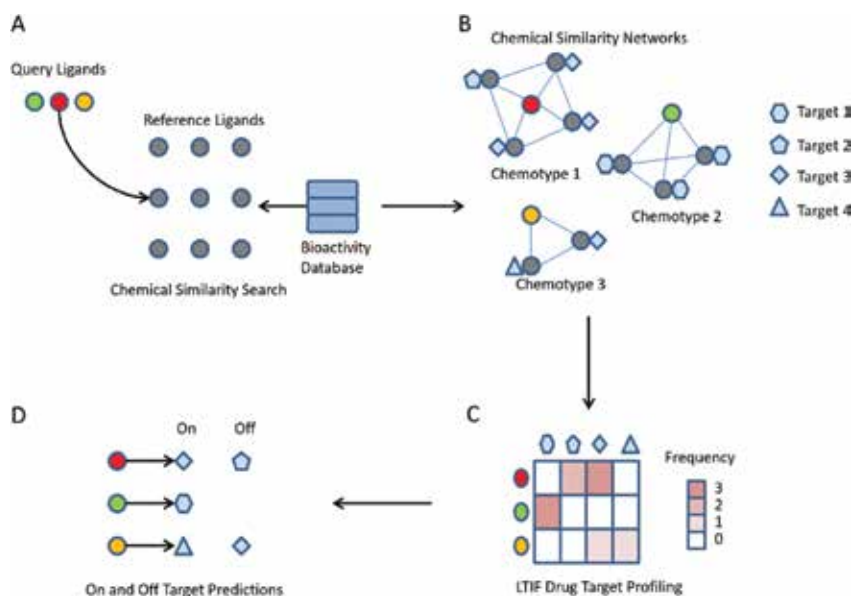 A
Query Ligands
Reference Ligands
Bioactivity
Database
Chemical Similarity Search
B
Chemical Similarity Networks
Chemotype 1
Chemotype 2
Chemotype 3
Target 1
Target 2
Target 3
Target 4
C
Frequency
3
2
1
0
LTIF Drug Target Profiling
D
On
Off
On and Off Target Predictions